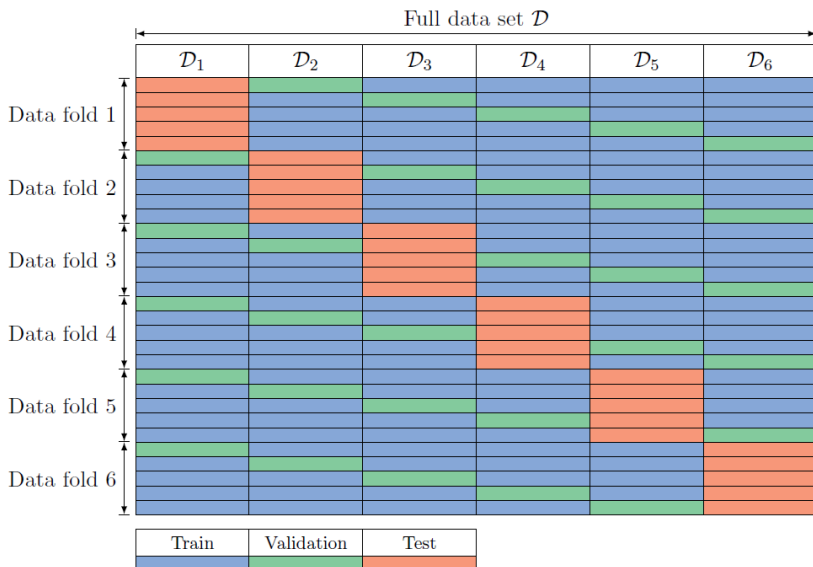 Full data set 𝒟
𝒟₁ 𝒟₂ 𝒟₃ 𝒟₄ 𝒟₅ 𝒟₆
Data fold 1
Data fold 2
Data fold 3
Data fold 4
Data fold 5
Data fold 6
Train Validation Test